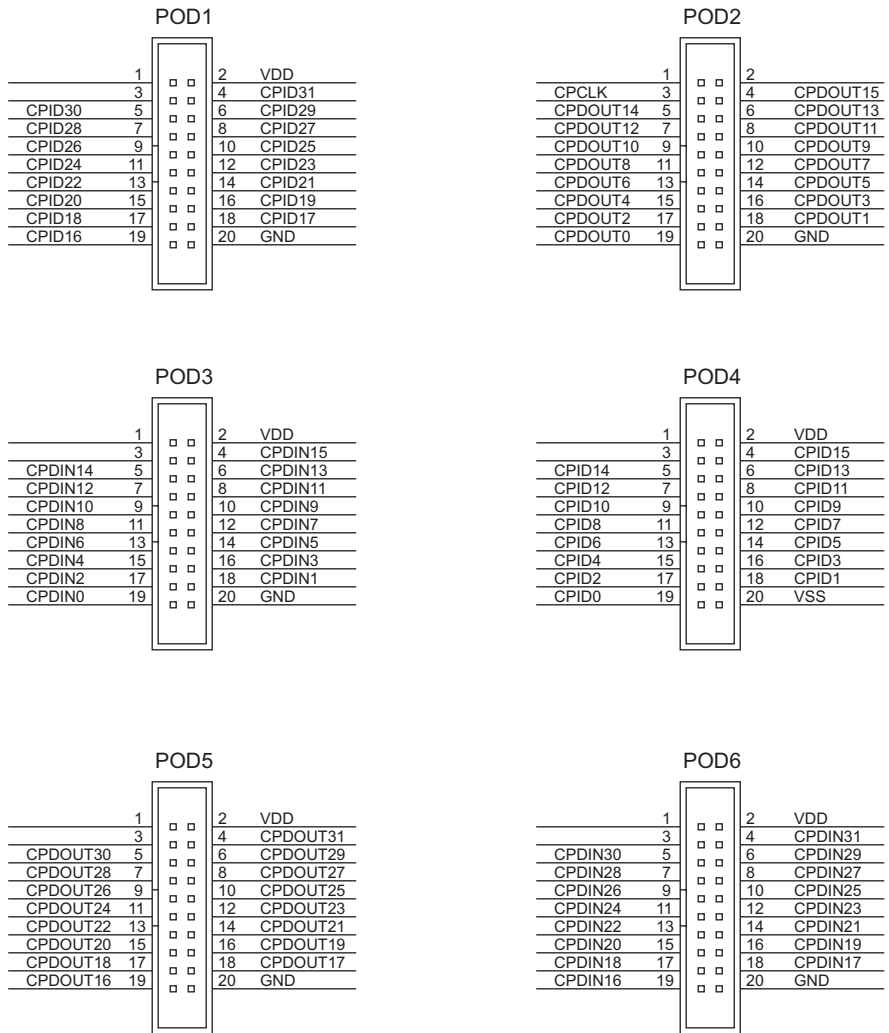 POD1
1 2 VDD
3 4 CPID31
CPID30 5 6 CPID29
CPID28 7 8 CPID27
CPID26 9 10 CPID25
CPID24 11 12 CPID23
CPID22 13 14 CPID21
CPID20 15 16 CPID19
CPID18 17 18 CPID17
CPID16 19 20 GND
POD2
1 2
CPCLK 3 4 CPDOUT15
CPDOUT14 5 6 CPDOUT13
CPDOUT12 7 8 CPDOUT11
CPDOUT10 9 10 CPDOUT9
CPDOUT8 11 12 CPDOUT7
CPDOUT6 13 14 CPDOUT5
CPDOUT4 15 16 CPDOUT3
CPDOUT2 17 18 CPDOUT1
CPDOUT0 19 20 GND
POD3
1 2 VDD
3 4 CPDIN15
CPDIN14 5 6 CPDIN13
CPDIN12 7 8 CPDIN11
CPDIN10 9 10 CPDIN9
CPDIN8 11 12 CPDIN7
CPDIN6 13 14 CPDIN5
CPDIN4 15 16 CPDIN3
CPDIN2 17 18 CPDIN1
CPDIN0 19 20 GND
POD4
1 2 VDD
3 4 CPID15
CPID14 5 6 CPID13
CPID12 7 8 CPID11
CPID10 9 10 CPID9
CPID8 11 12 CPID7
CPID6 13 14 CPID5
CPID4 15 16 CPID3
CPID2 17 18 CPID1
CPID0 19 20 VSS
POD5
1 2 VDD
3 4 CPDOUT31
CPDOUT30 5 6 CPDOUT29
CPDOUT28 7 8 CPDOUT27
CPDOUT26 9 10 CPDOUT25
CPDOUT24 11 12 CPDOUT23
CPDOUT22 13 14 CPDOUT21
CPDOUT20 15 16 CPDOUT19
CPDOUT18 17 18 CPDOUT17
CPDOUT16 19 20 GND
POD6
1 2 VDD
3 4 CPDIN31
CPDIN30 5 6 CPDIN29
CPDIN28 7 8 CPDIN27
CPDIN26 9 10 CPDIN25
CPDIN24 11 12 CPDIN23
CPDIN22 13 14 CPDIN21
CPDIN20 15 16 CPDIN19
CPDIN18 17 18 CPDIN17
CPDIN16 19 20 GND